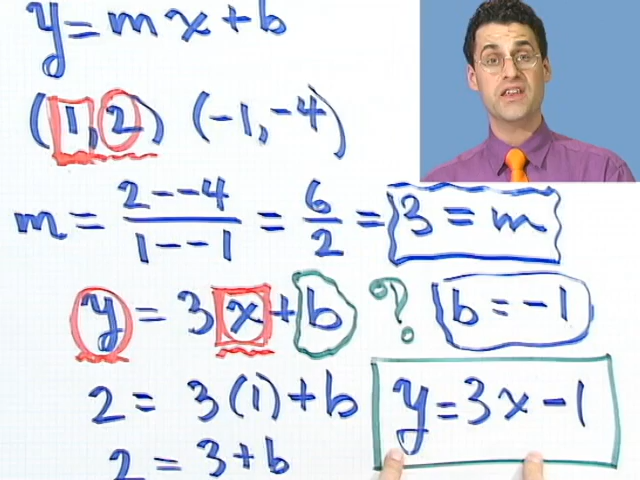 y = mx + b
(1, 2) (-1, -4)
m = 2 - -4 / 1 - -1 = 6 / 2 = 3 = m
y = 3x + b ? b = -1
2 = 3(1) + b y = 3x - 1
2 = 3 + b